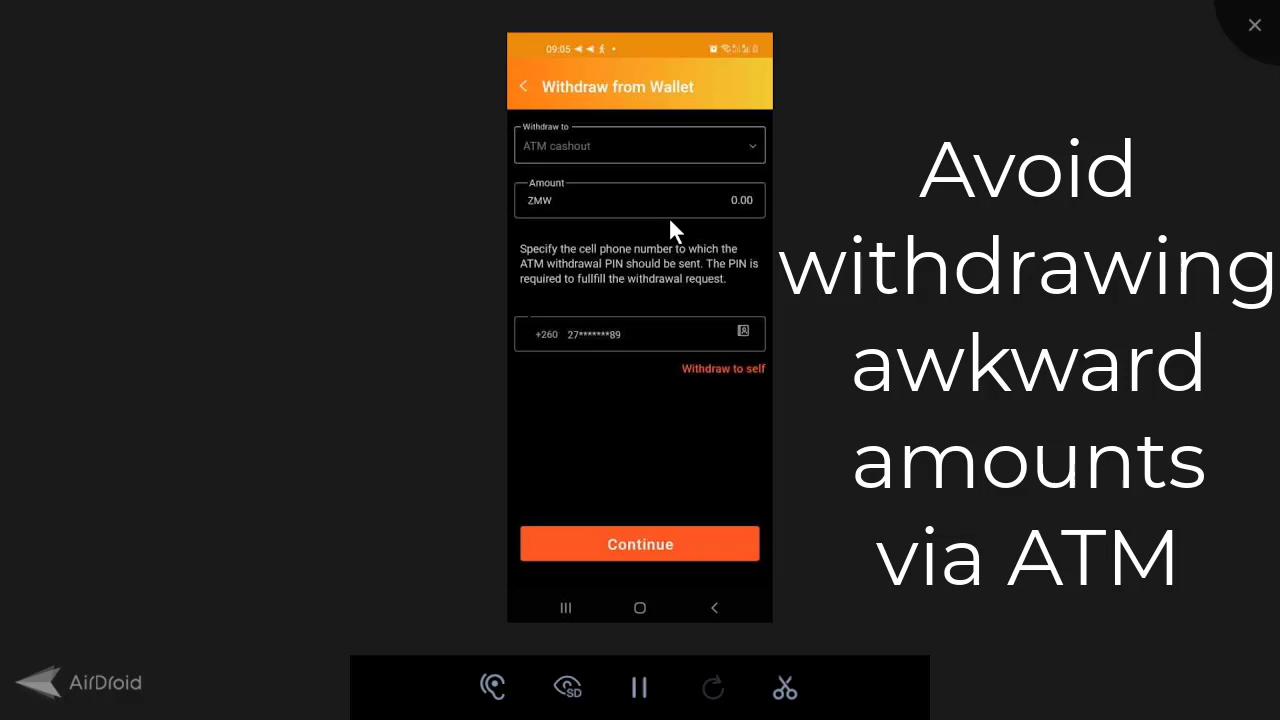 09:05
Withdraw from Wallet
Withdraw to
ATM cashout
Amount
ZMW 0.00
Specify the cell phone number to which the
ATM withdrawal PIN should be sent. The PIN is
required to fullfill the withdrawal request.
+260 27*******89
Withdraw to self
Continue
Avoid
withdrawing
awkward
amounts
via ATM
AirDroid
SD